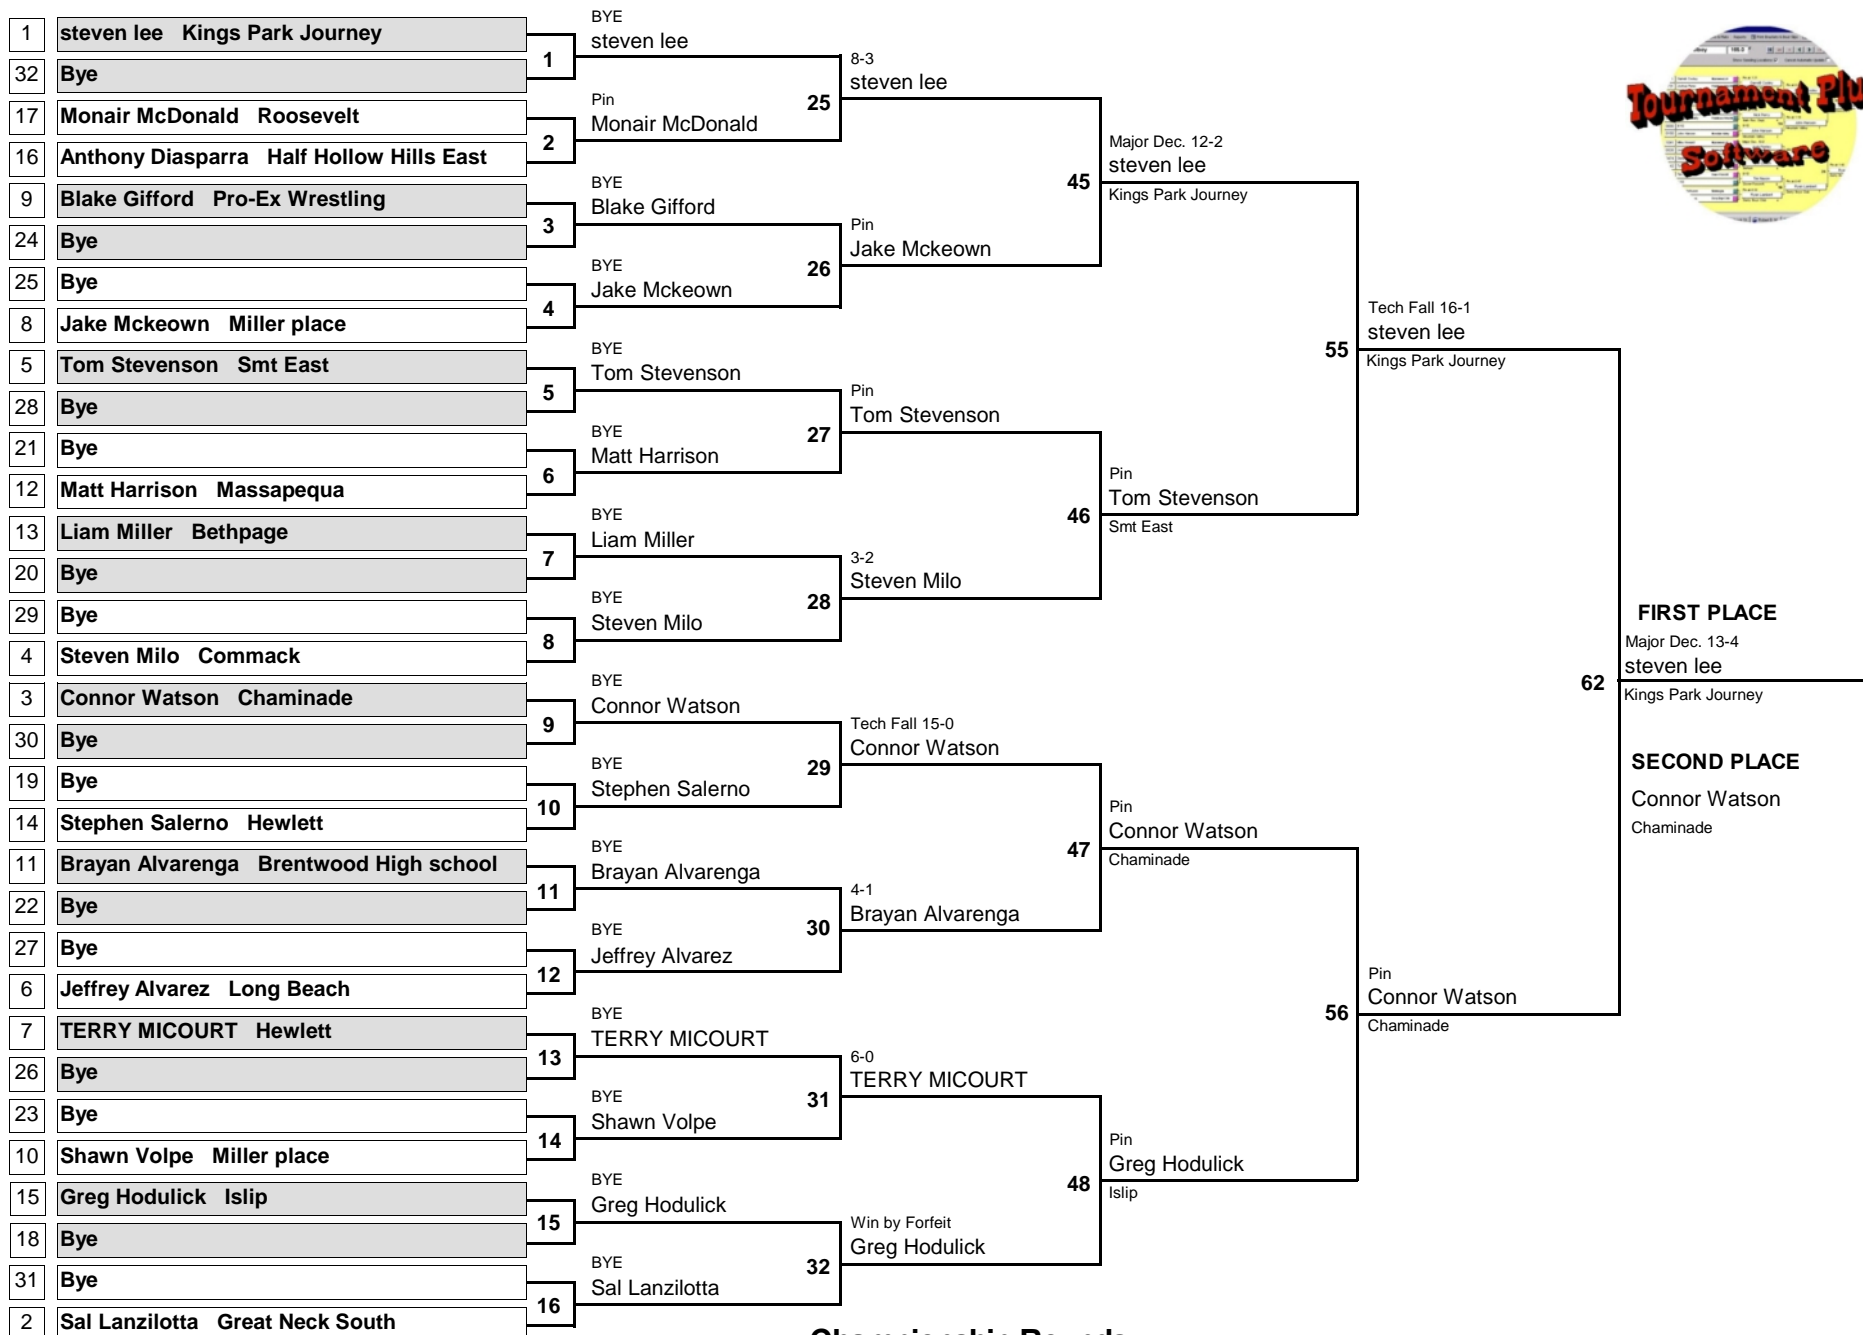 1 steven lee Kings Park Journey
32 Bye
17 Monair McDonald Roosevelt
16 Anthony Diasparra Half Hollow Hills East
9 Blake Gifford Pro-Ex Wrestling
24 Bye
25 Bye
8 Jake Mckeown Miller place
5 Tom Stevenson Smt East
28 Bye
21 Bye
12 Matt Harrison Massapequa
13 Liam Miller Bethpage
20 Bye
29 Bye
4 Steven Milo Commack
3 Connor Watson Chaminade
30 Bye
19 Bye
14 Stephen Salerno Hewlett
11 Brayan Alvarenga Brentwood High school
22 Bye
27 Bye
6 Jeffrey Alvarez Long Beach
7 TERRY MICOURT Hewlett
26 Bye
23 Bye
10 Shawn Volpe Miller place
15 Greg Hodulick Islip
18 Bye
31 Bye
2 Sal Lanzilotta Great Neck South
1
2
3
4
5
6
7
8
9
10
11
12
13
14
15
16
BYE
steven lee
Pin
Monair McDonald
BYE
Blake Gifford
BYE
Jake Mckeown
BYE
Tom Stevenson
BYE
Matt Harrison
BYE
Liam Miller
BYE
Steven Milo
BYE
Connor Watson
BYE
Stephen Salerno
BYE
Brayan Alvarenga
BYE
Jeffrey Alvarez
BYE
TERRY MICOURT
BYE
Shawn Volpe
BYE
Greg Hodulick
BYE
Sal Lanzilotta
25
26
27
28
29
30
31
32
8-3
steven lee
Pin
Jake Mckeown
Pin
Tom Stevenson
3-2
Steven Milo
Tech Fall 15-0
Connor Watson
4-1
Brayan Alvarenga
6-0
TERRY MICOURT
Win by Forfeit
Greg Hodulick
45
46
47
48
Major Dec. 12-2
steven lee
Kings Park Journey
Pin
Tom Stevenson
Smt East
Pin
Connor Watson
Chaminade
Pin
Greg Hodulick
Islip
55
56
Tech Fall 16-1
steven lee
Kings Park Journey
Pin
Connor Watson
Chaminade
62
FIRST PLACE
Major Dec. 13-4
steven lee
Kings Park Journey
SECOND PLACE
Connor Watson
Chaminade
Tournament Plu
Software
Championship Rounds